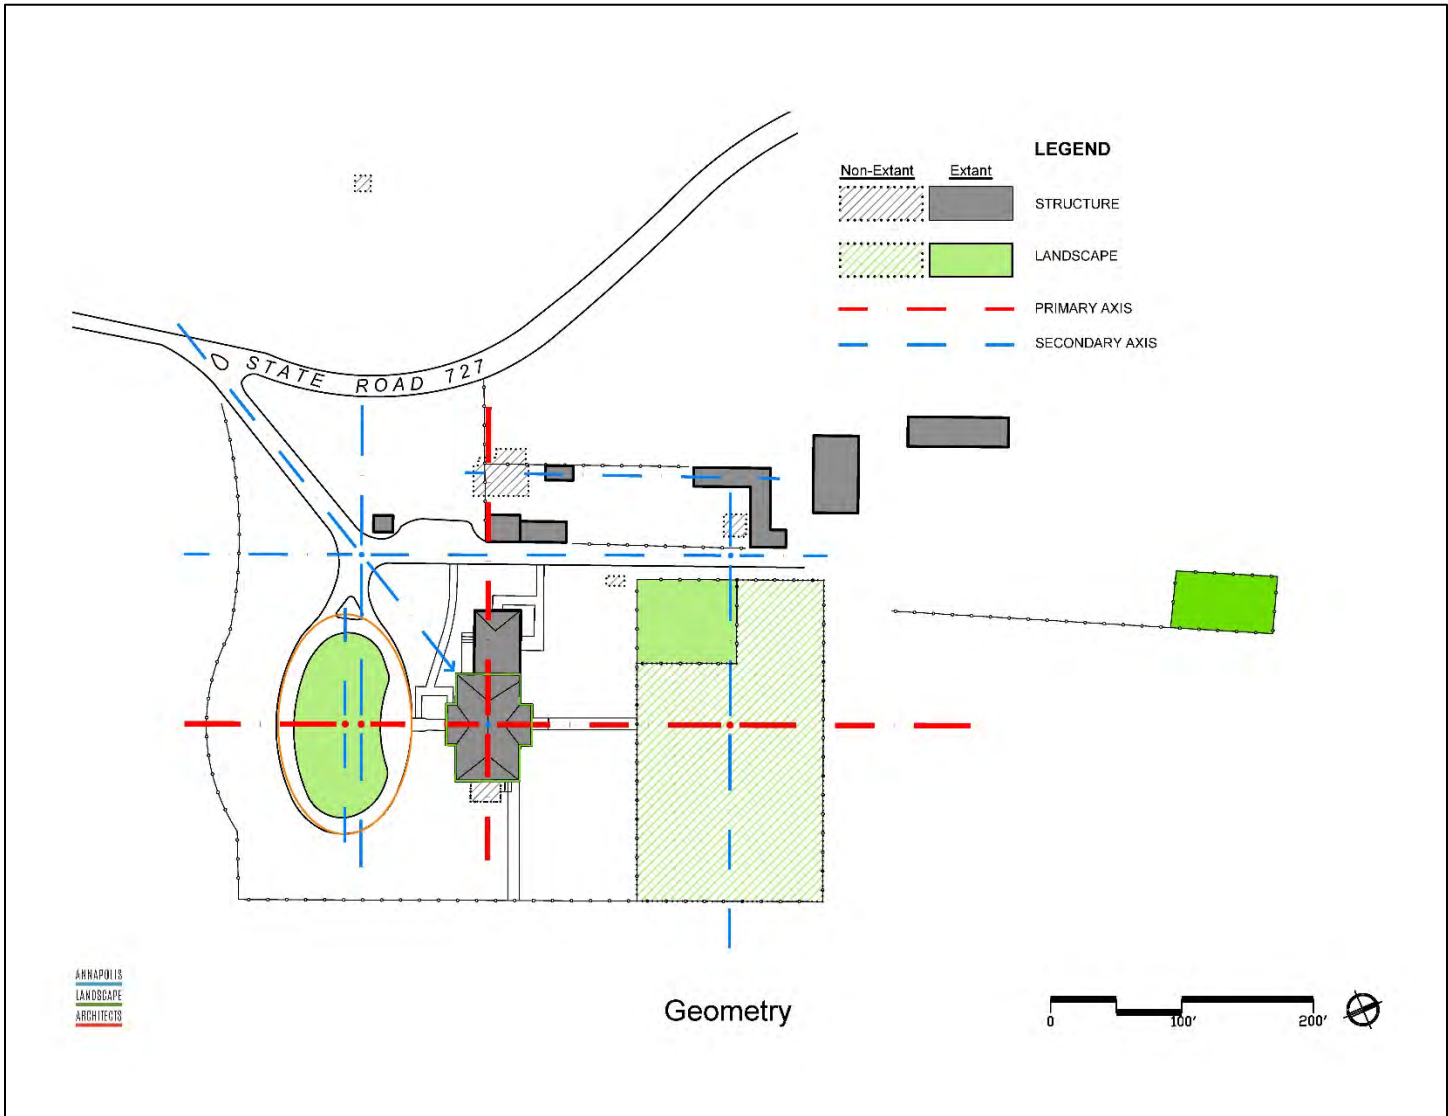 LEGEND
Non-Extant Extant
STRUCTURE
LANDSCAPE
PRIMARY AXIS
SECONDARY AXIS
STATE ROAD 727
ANNAPOLIS
LANDSCAPE
ARCHITECTS
Geometry
0 100' 200'